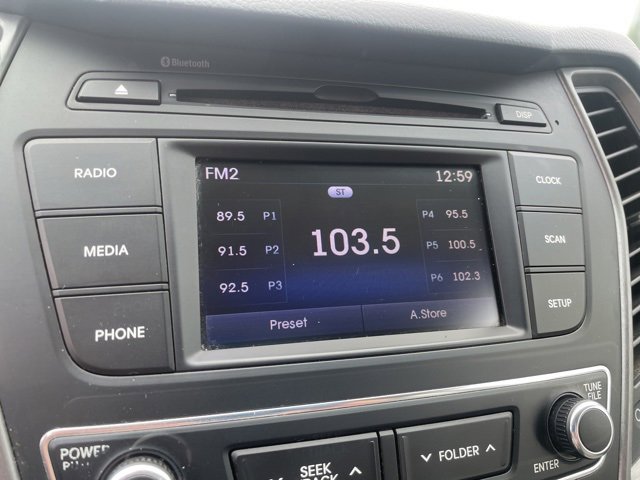 Bluetooth
DISP
RADIO
MEDIA
PHONE
FM2
12:59
ST
89.5 P1
91.5 P2
92.5 P3
103.5
P4 95.5
P5 100.5
P6 102.3
Preset
A.Store
CLOCK
SCAN
SETUP
POWER
SEEK
FOLDER
TUNE
FILE
ENTER